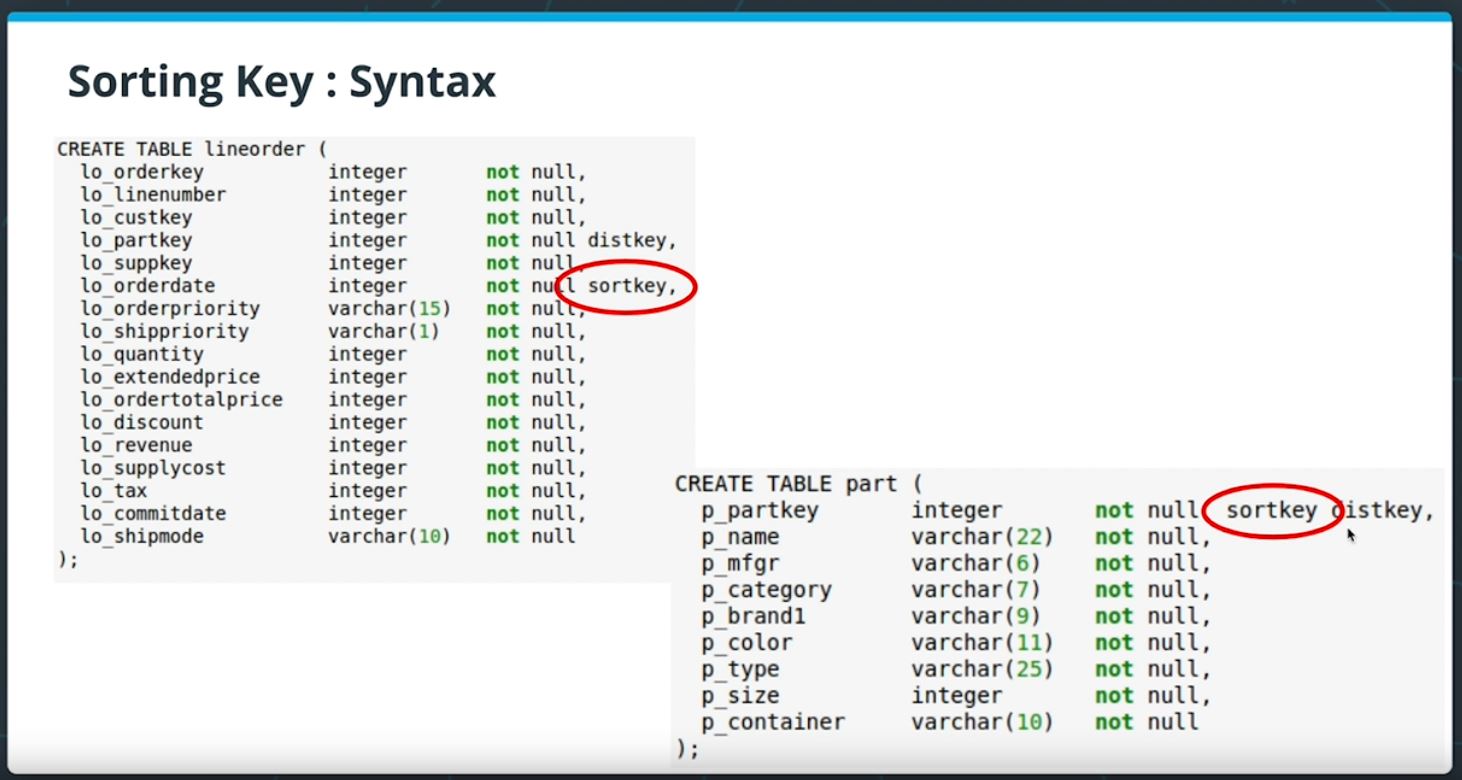 Sorting Key : Syntax
CREATE TABLE lineorder (
lo_orderkey integer not null,
lo_linenumber integer not null,
lo_custkey integer not null,
lo_partkey integer not null distkey,
lo_suppkey integer not null,
lo_orderdate integer not null sortkey,
lo_orderpriority varchar(15) not null,
lo_shippriority varchar(1) not null,
lo_quantity integer not null,
lo_extendedprice integer not null,
lo_ordertotalprice integer not null,
lo_discount integer not null,
lo_revenue integer not null,
lo_supplycost integer not null,
lo_tax integer not null,
lo_commitdate integer not null,
lo_shipmode varchar(10) not null
);
CREATE TABLE part (
p_partkey integer not null sortkey distkey,
p_name varchar(22) not null,
p_mfgr varchar(6) not null,
p_category varchar(7) not null,
p_brand1 varchar(9) not null,
p_color varchar(11) not null,
p_type varchar(25) not null,
p_size integer not null,
p_container varchar(10) not null
);